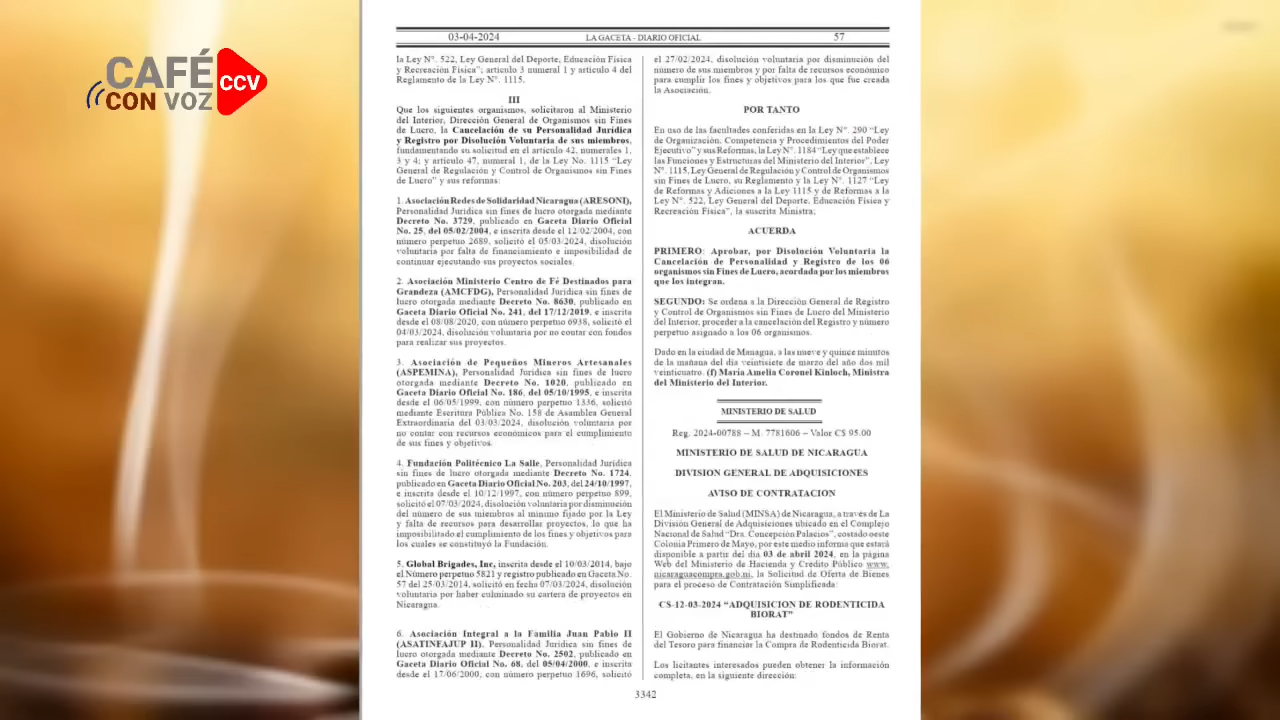 CAFÉ
CON VOZ
CCV
03-04-2024
LA GACETA - DIARIO OFICIAL
57
la Ley N°. 522, Ley General del Deporte, Educación Física
y Recreación Física"; artículo 3 numeral 1 y artículo 4 del
Reglamento de la Ley N°. 1115.
III
Que los siguientes organismos, solicitaron al Ministerio
del Interior, Dirección General de Organismos sin Fines
de Lucro, la Cancelación de su Personalidad Jurídica
y Registro por Disolución Voluntaria de sus miembros,
fundamentando su solicitud en el artículo 42, numerales 1,
3 y 4; y artículo 47, numeral 1, de la Ley No. 1115 "Ley
General de Regulación y Control de Organismos sin Fines
de Lucro" y sus reformas:
1. Asociación Redes de Solidaridad Nicaragua (ARESONI),
Personalidad Jurídica sin fines de lucro otorgada mediante
Decreto No. 3729, publicado en Gaceta Diario Oficial
No. 25, del 05/02/2004, e inscrita desde el 12/02/2004, con
número perpetuo 2689, solicitó el 05/03/2024, disolución
voluntaria por falta de financiamiento e imposibilidad de
continuar ejecutando sus proyectos sociales.
2. Asociación Ministerio Centro de Fé Destinados para
Grandeza (AMCFDG), Personalidad Jurídica sin fines de
lucro otorgada mediante Decreto No. 8630, publicado en
Gaceta Diario Oficial No. 241, del 17/12/2019, e inscrita
desde el 08/08/2020, con número perpetuo 6938, solicitó el
04/03/2024, disolución voluntaria por no contar con fondos
para realizar sus proyectos.
3. Asociación de Pequeños Mineros Artesanales
(ASPEMINA), Personalidad Jurídica sin fines de lucro
otorgada mediante Decreto No. 1020, publicado en
Gaceta Diario Oficial No. 186, del 05/10/1995, e inscrita
desde el 06/05/1999, con número perpetuo 1336, solicitó
mediante Escritura Pública No. 158 de Asamblea General
Extraordinaria del 03/03/2024, disolución voluntaria por
no contar con recursos económicos para el cumplimiento
de sus fines y objetivos.
4. Fundación Politécnico La Salle, Personalidad Jurídica
sin fines de lucro otorgada mediante Decreto No. 1724,
publicado en Gaceta Diario Oficial No. 203, del 24/10/1997,
e inscrita desde el 10/12/1997, con número perpetuo 899,
solicitó el 07/03/2024, disolución voluntaria por disminución
del número de sus miembros al mínimo fijado por la Ley
y falta de recursos para desarrollar proyectos, lo que ha
imposibilitado el cumplimiento de los fines y objetivos para
los cuales se constituyó la Fundación.
5. Global Brigades, Inc, inscrita desde el 10/03/2014, bajo
el Número perpetuo 5821 y registro publicado en Gaceta No.
57 del 25/03/2014, solicitó en fecha 07/03/2024, disolución
voluntaria por haber culminado su cartera de proyectos en
Nicaragua.
6. Asociación Integral a la Familia Juan Pablo II
(ASATINFAJUP II), Personalidad Jurídica sin fines de
lucro otorgada mediante Decreto No. 2502, publicado en
Gaceta Diario Oficial No. 68, del 05/04/2000, e inscrita
desde el 17/06/2000, con número perpetuo 1696, solicitó
el 27/02/2024, disolución voluntaria por disminución del
número de sus miembros y por falta de recursos económico
para cumplir los fines y objetivos para los que fue creada
la Asociación.
POR TANTO
En uso de las facultades conferidas en la Ley N°. 290 "Ley
de Organización, Competencia y Procedimientos del Poder
Ejecutivo" y sus Reformas, la Ley N°. 1184 "Ley que establece
las Funciones y Estructuras del Ministerio del Interior", Ley
N°. 1115, Ley General de Regulación y Control de Organismos
sin Fines de Lucro, su Reglamento y la Ley N°. 1127 "Ley
de Reformas y Adiciones a la Ley 1115 y de Reformas a la
Ley N°. 522, Ley General del Deporte, Educación Física y
Recreación Física", la suscrita Ministra;
ACUERDA
PRIMERO: Aprobar, por Disolución Voluntaria la
Cancelación de Personalidad y Registro de los 06
organismos sin Fines de Lucro, acordada por los miembros
que los integran.
SEGUNDO: Se ordena a la Dirección General de Registro
y Control de Organismos sin Fines de Lucro del Ministerio
del Interior, proceder a la cancelación del Registro y número
perpetuo asignado a los 06 organismos.
Dado en la ciudad de Managua, a las nueve y quince minutos
de la mañana del día veintisiete de marzo del año dos mil
veinticuatro. (f) María Amelia Coronel Kinloch, Ministra
del Ministerio del Interior.
MINISTERIO DE SALUD
Reg. 2024-00788 – M. 7781606 – Valor C$ 95.00
MINISTERIO DE SALUD DE NICARAGUA
DIVISION GENERAL DE ADQUISICIONES
AVISO DE CONTRATACION
El Ministerio de Salud (MINSA) de Nicaragua, a través de La
División General de Adquisiciones ubicado en el Complejo
Nacional de Salud "Dra. Concepción Palacios", costado oeste
Colonia Primero de Mayo, por este medio informa que estará
disponible a partir del día 03 de abril 2024, en la página
Web del Ministerio de Hacienda y Crédito Público www.
nicaraguacompra.gob.ni, la Solicitud de Oferta de Bienes
para el proceso de Contratación Simplificada:
CS-12-03-2024 "ADQUISICION DE RODENTICIDA
BIORAT"
El Gobierno de Nicaragua ha destinado fondos de Renta
del Tesoro para financiar la Compra de Rodenticida Biorat.
Los licitantes interesados pueden obtener la información
completa, en la siguiente dirección:
3342